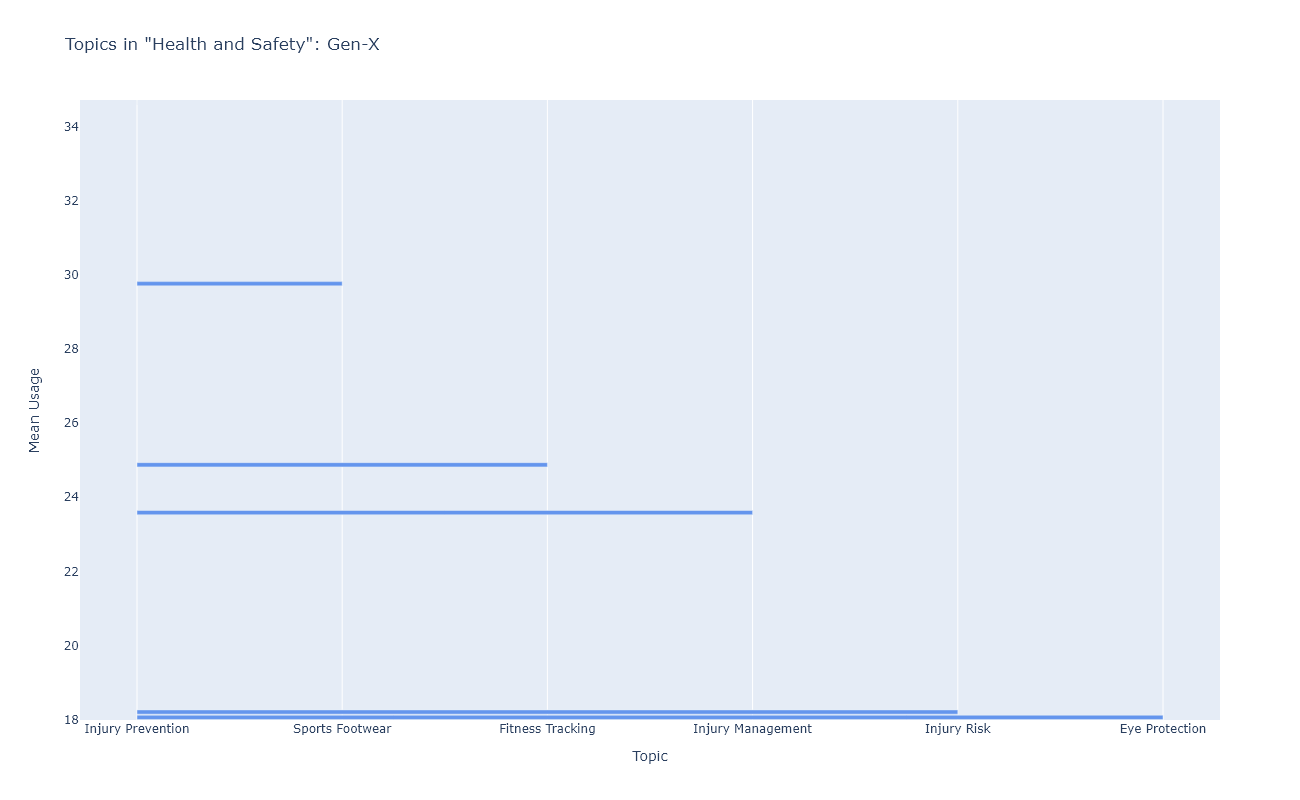 Topics in "Health and Safety": Gen-X
Mean Usage
34
32
30
28
26
24
22
20
18
Injury Prevention Sports Footwear Fitness Tracking Injury Management Injury Risk Eye Protection
Topic